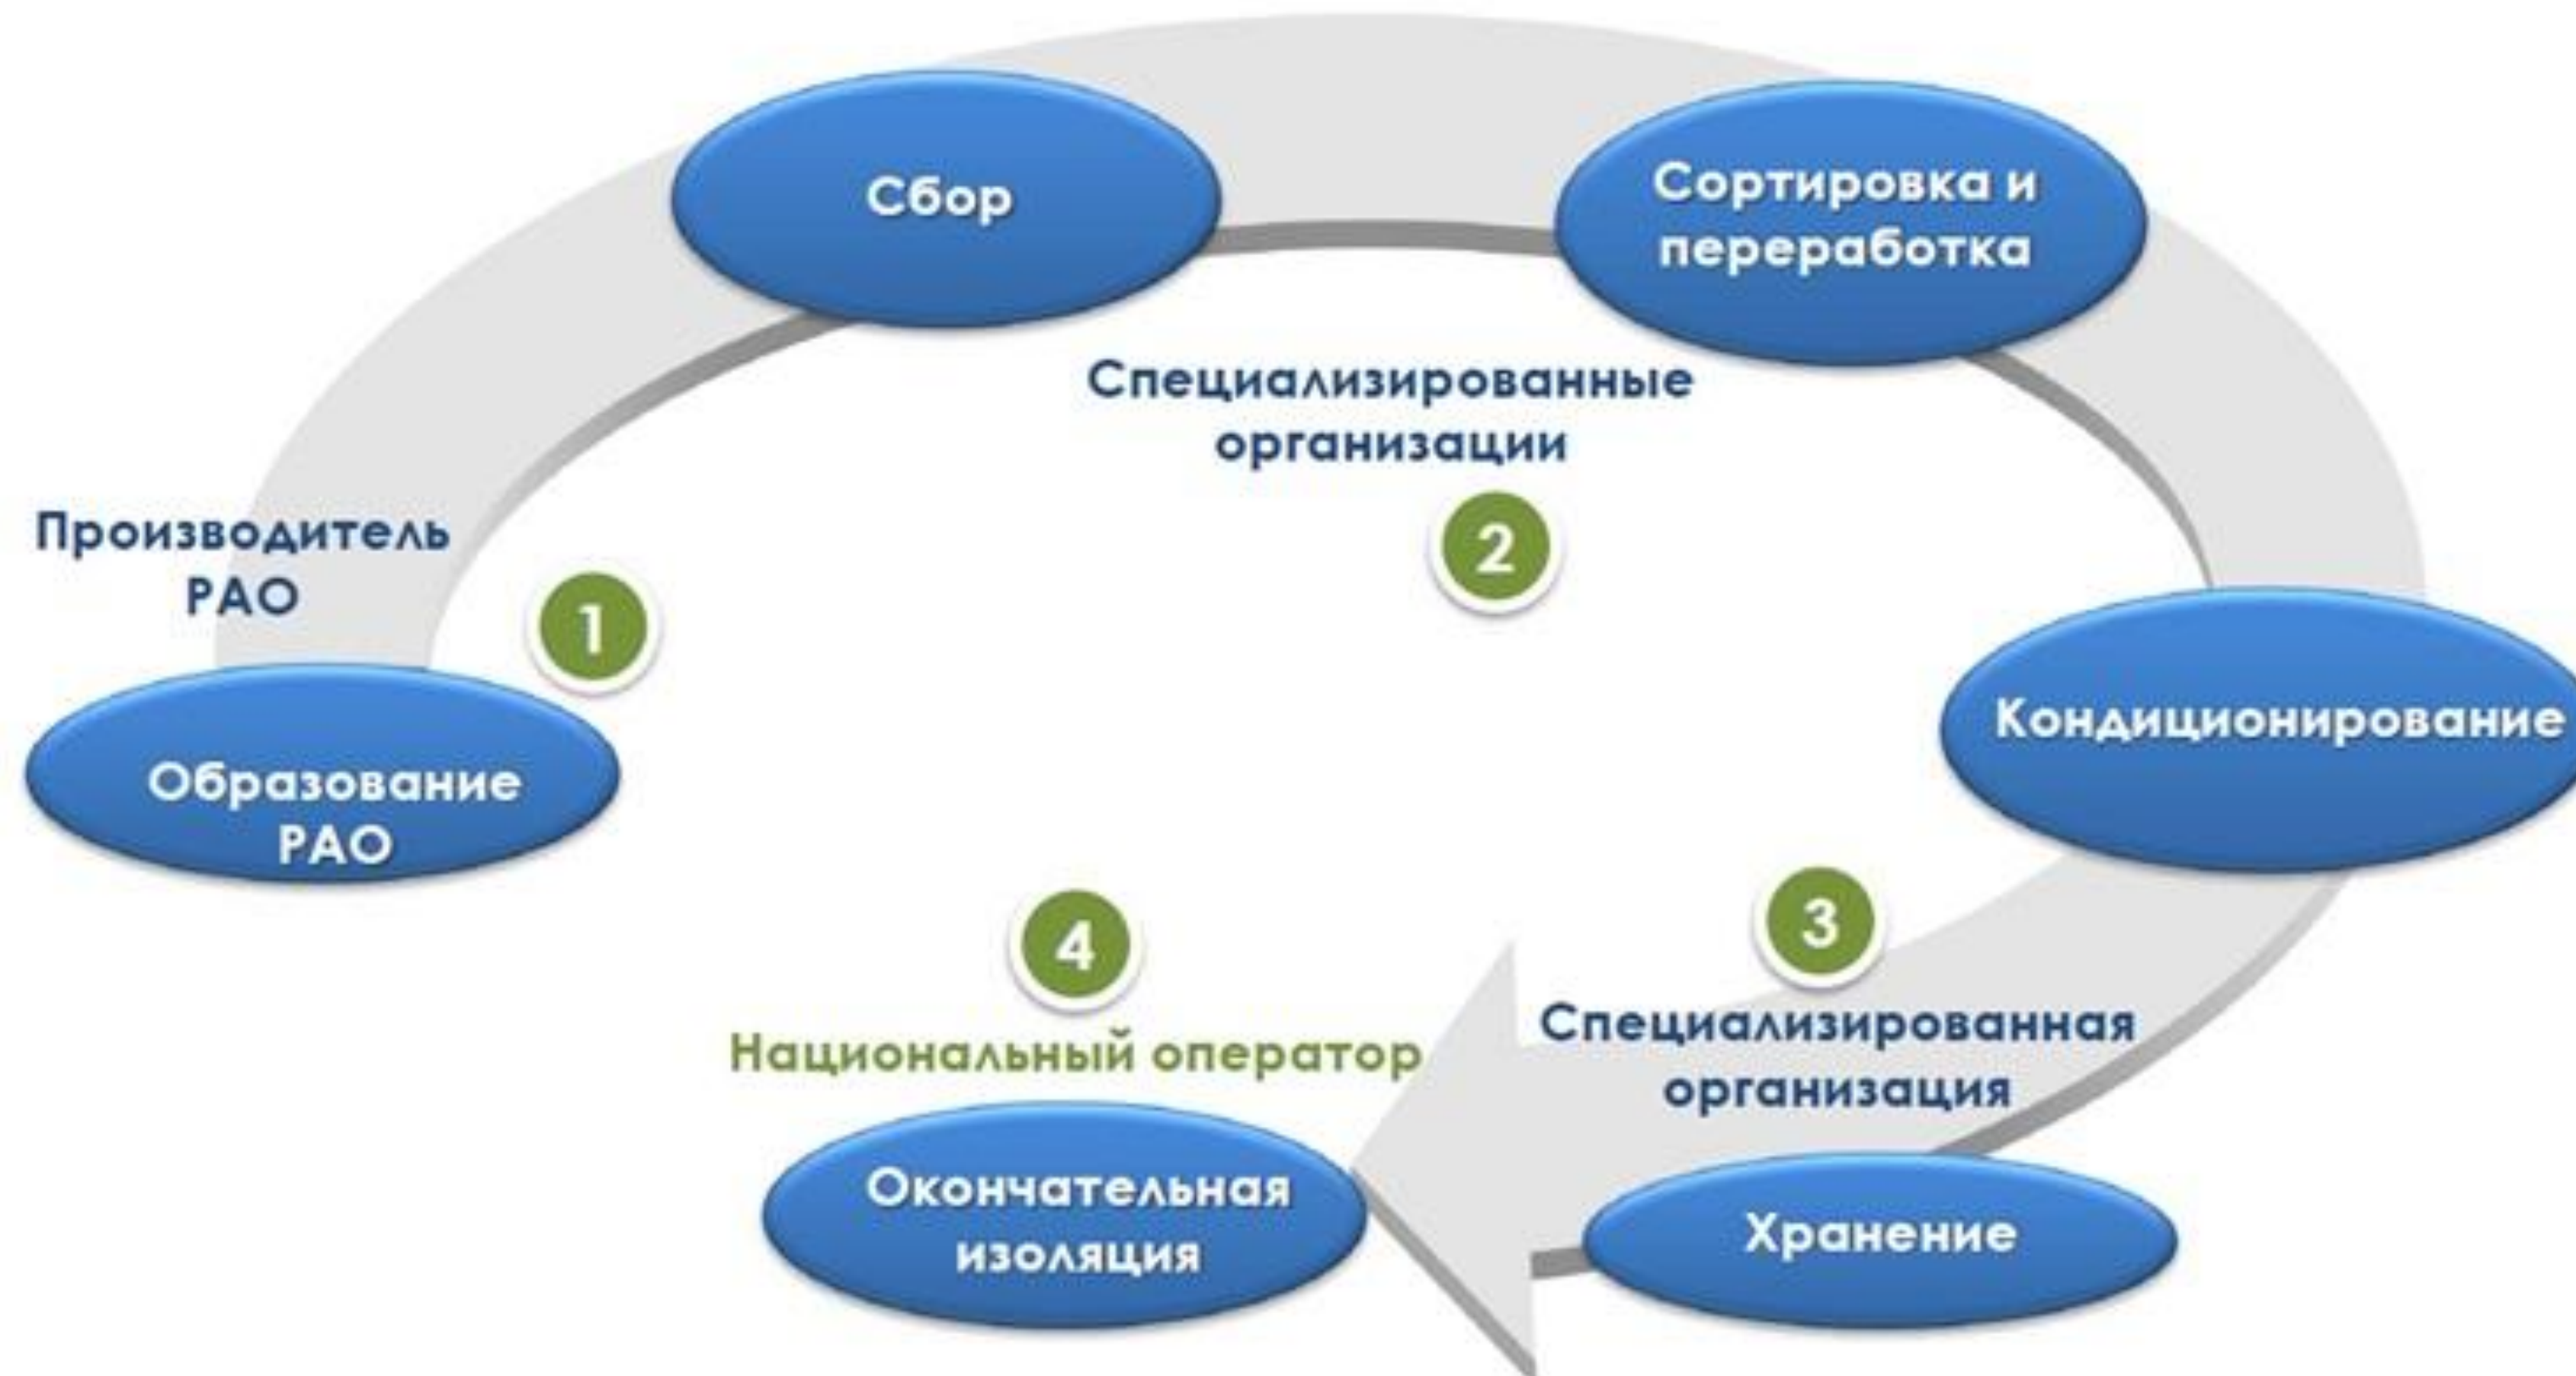 Сбор
Сортировка и
переработка
Специализированные
организации
2
Производитель
РАО
1
Образование
РАО
Кондиционирование
3
Специализированная
организация
Хранение
4
Национальный оператор
Окончательная
изоляция